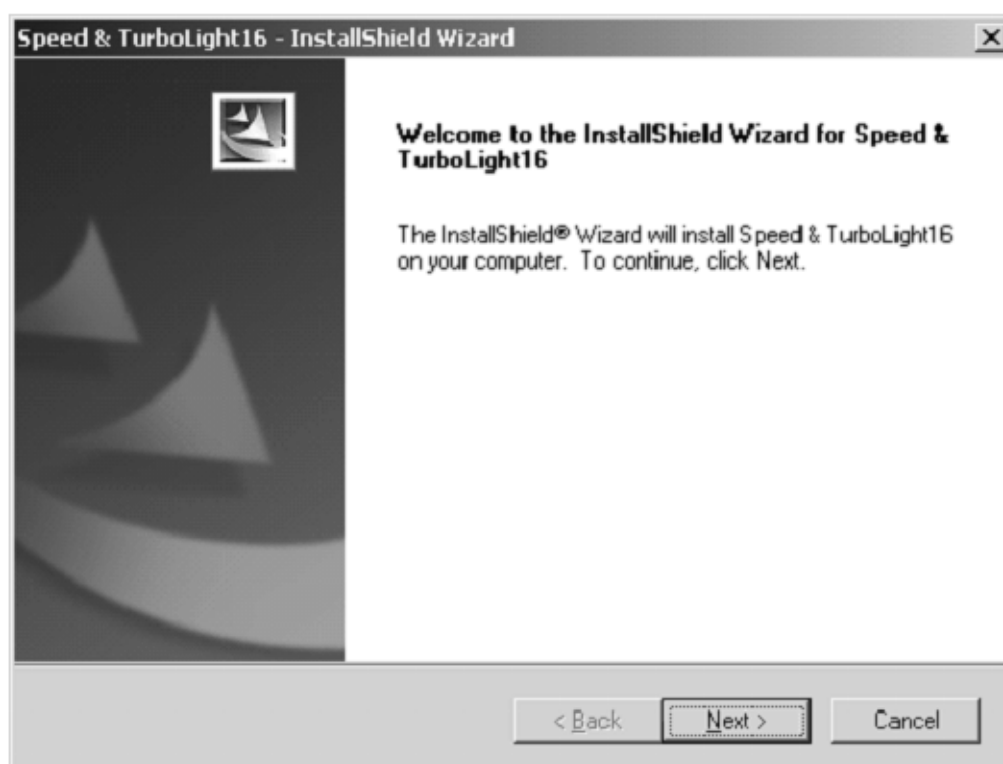 Speed & TurboLight16 - InstallShield Wizard
Welcome to the InstallShield Wizard for Speed &
TurboLight16
The InstallShield® Wizard will install Speed & TurboLight16
on your computer. To continue, click Next.
< Back
Next >
Cancel